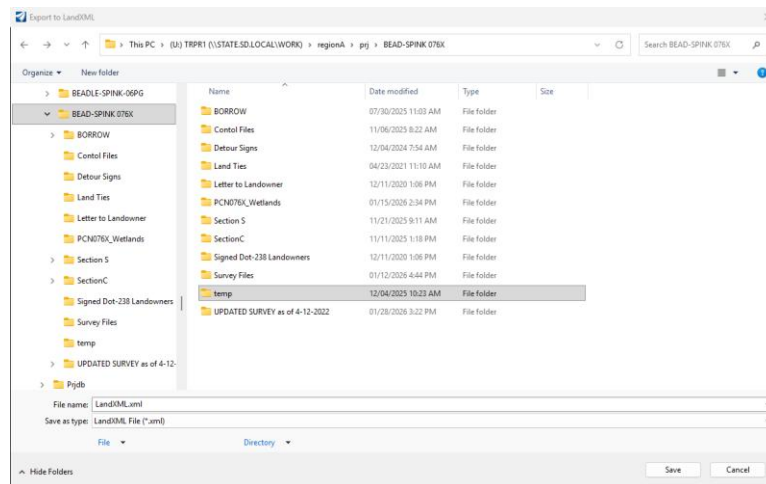 Export to LandXML
This PC > (U:) TRPR1 (\\STATE.SD.LOCAL\WORK) > regionA > prj > BEAD-SPINK 076X
Search BEAD-SPINK 076X
Organize New folder
BEADLE-SPINK-06PG
BEAD-SPINK 076X
BORROW
Contol Files
Detour Signs
Land Ties
Letter to Landowner
PCN076X_Wetlands
Section S
SectionC
Signed Dot-238 Landowners
Survey Files
temp
UPDATED SURVEY as of 4-12-
Prjdb
Name Date modified Type Size
BORROW 07/30/2025 11:03 AM File folder
Contol Files 11/06/2025 8:22 AM File folder
Detour Signs 12/04/2024 7:54 AM File folder
Land Ties 04/23/2021 11:10 AM File folder
Letter to Landowner 12/11/2020 1:06 PM File folder
PCN076X_Wetlands 01/15/2026 2:34 PM File folder
Section S 11/21/2025 9:11 AM File folder
SectionC 11/11/2025 1:18 PM File folder
Signed Dot-238 Landowners 12/11/2020 1:06 PM File folder
Survey Files 01/12/2026 4:44 PM File folder
temp 12/04/2025 10:23 AM File folder
UPDATED SURVEY as of 4-12-2022 01/28/2026 3:22 PM File folder
File name: LandXML.xml
Save as type: LandXML File (*.xml)
File Directory
Hide Folders Save Cancel